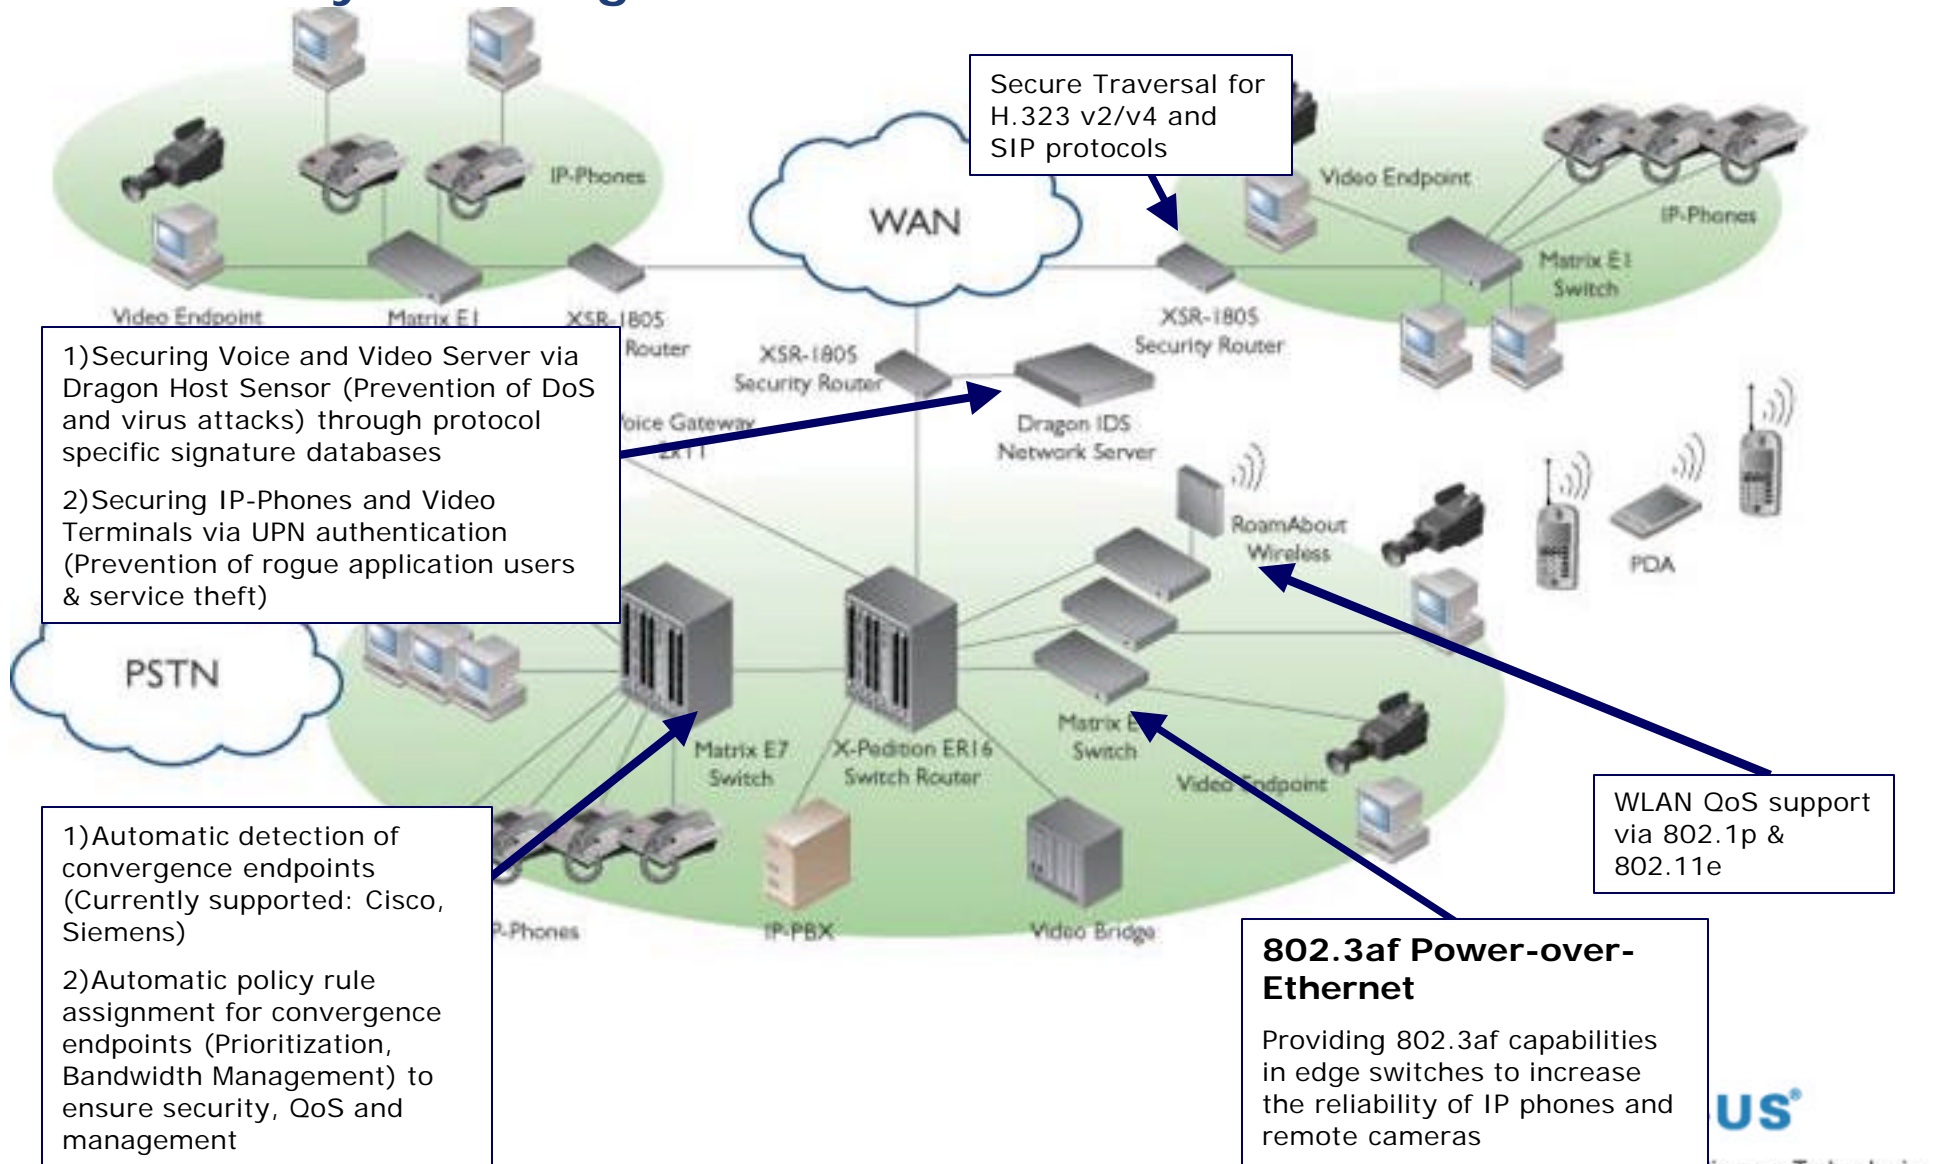 Secure Traversal for
H.323 v2/v4 and
SIP protocols
IP-Phones
WAN
Video Endpoint
IP-Phones
Matrix E1
Switch
Video Endpoint
Matrix E1
XSR-1805
Router
XSR-1805
Security Router
XSR-1805
Security Router
1)Securing Voice and Video Server via
Dragon Host Sensor (Prevention of DoS
and virus attacks) through protocol
specific signature databases
2)Securing IP-Phones and Video
Terminals via UPN authentication
(Prevention of rogue application users
& service theft)
Gateway
Dragon IDS
Network Server
RoamAbout
Wireless
PDA
PSTN
Matrix E7
Switch
X-Pedition ER16
Switch Router
Matrix
Switch
Video Endpoint
WLAN QoS support
via 802.1p &
802.11e
1)Automatic detection of
convergence endpoints
(Currently supported: Cisco,
Siemens)
2)Automatic policy rule
assignment for convergence
endpoints (Prioritization,
Bandwidth Management) to
ensure security, QoS and
management
P-Phones
IP-PBX
Video Bridge
802.3af Power-over-
Ethernet
Providing 802.3af capabilities
in edge switches to increase
the reliability of IP phones and
remote cameras
US®